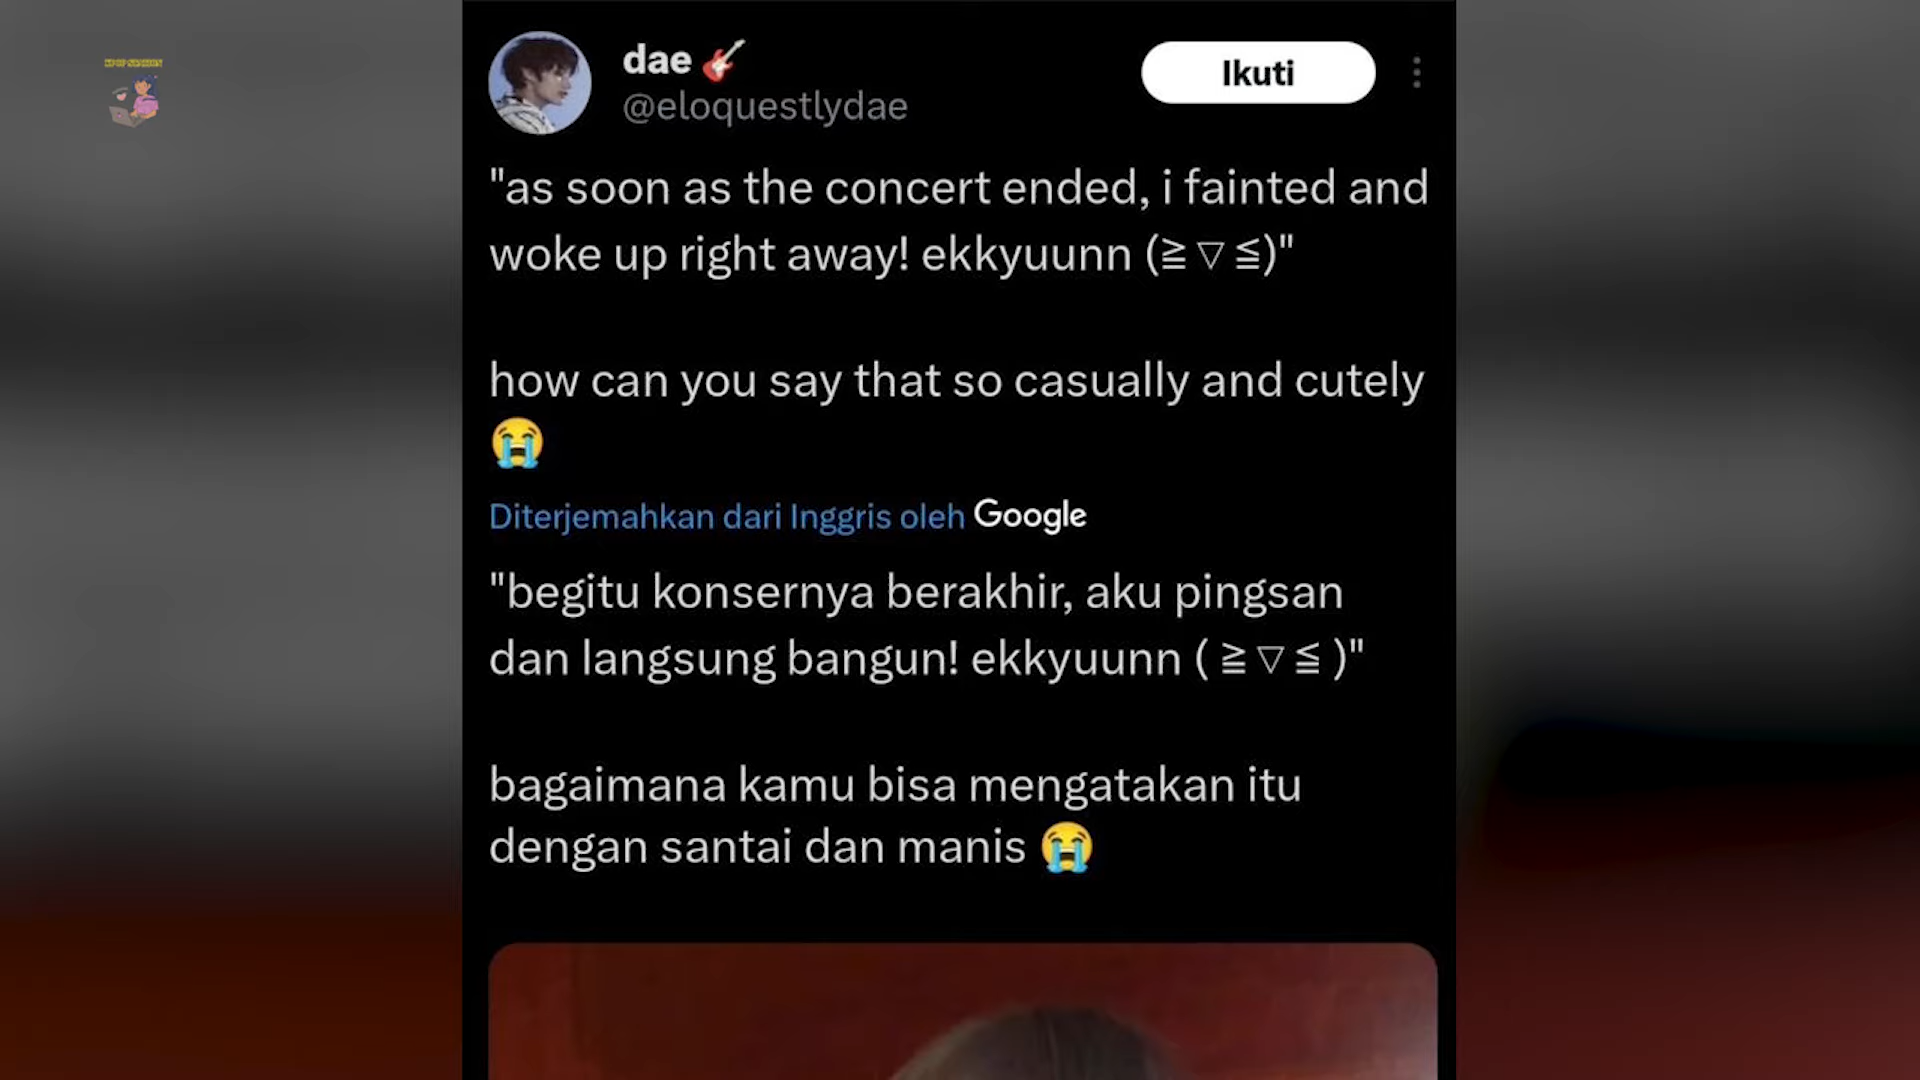 KPOP STATION
dae 🎸
@eloquestlydae
Ikuti
"as soon as the concert ended, i fainted and
woke up right away! ekkyuunn (≧▽≦)"
how can you say that so casually and cutely
😭
Diterjemahkan dari Inggris oleh Google
"begitu konsernya berakhir, aku pingsan
dan langsung bangun! ekkyuunn ( ≧▽≦ )"
bagaimana kamu bisa mengatakan itu
dengan santai dan manis 😭